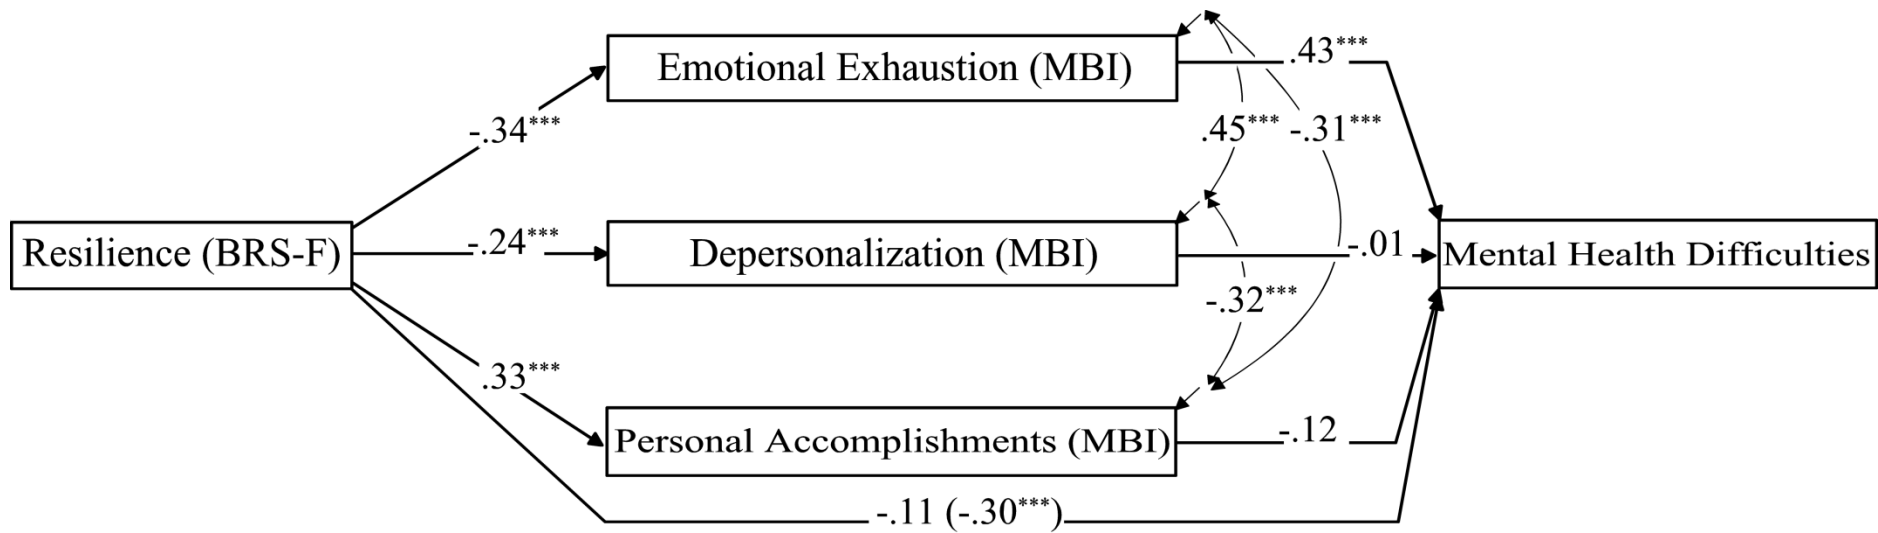 Emotional Exhaustion (MBI)
.43***
-.34***
.45***
-.31***
Resilience (BRS-F)
-.24***
Depersonalization (MBI)
-.01
Mental Health Difficulties
-.32***
.33***
Personal Accomplishments (MBI)
-.12
-.11 (-.30***)